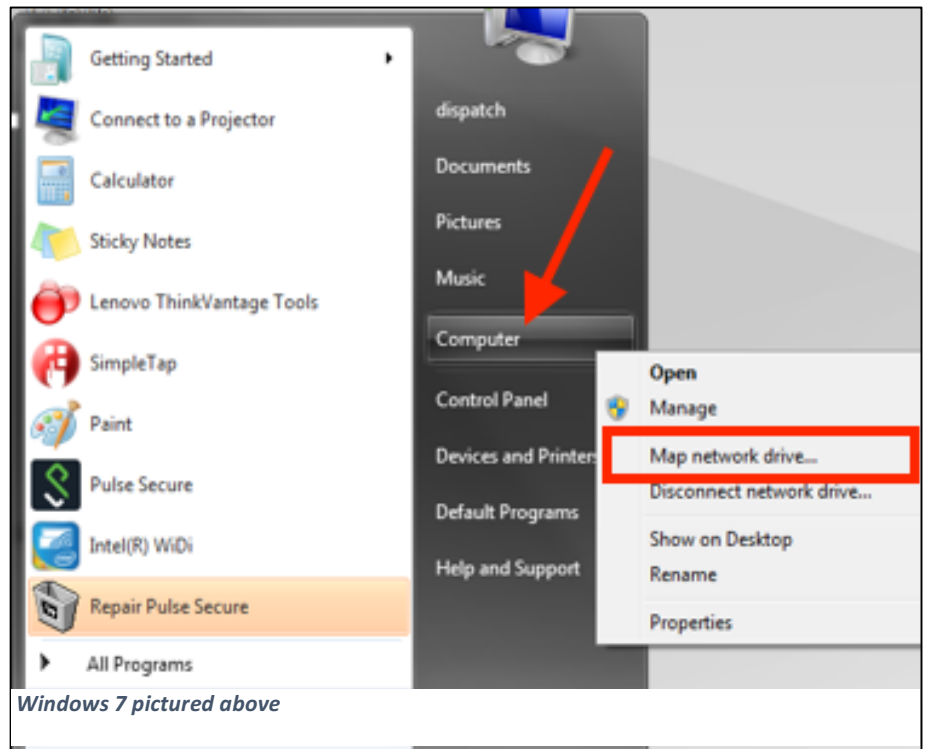 Getting Started
Connect to a Projector
Calculator
Sticky Notes
Lenovo ThinkVantage Tools
SimpleTap
Paint
Pulse Secure
Intel(R) WiDi
Repair Pulse Secure
All Programs
dispatch
Documents
Pictures
Music
Computer
Control Panel
Devices and Printers
Default Programs
Help and Support
Open
Manage
Map network drive...
Disconnect network drive...
Show on Desktop
Rename
Properties
Windows 7 pictured above